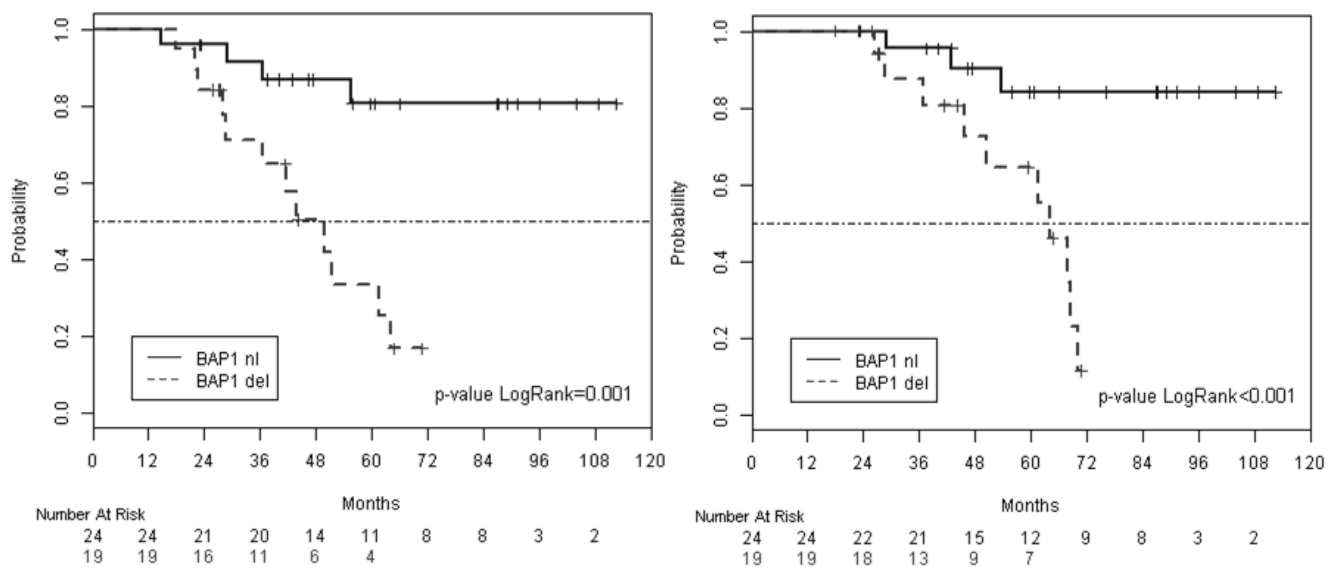 1.0
0.8
0.6
0.4
0.2
0.0
Probability
BAP1 nl
BAP1 del
p-value LogRank=0.001
0 12 24 36 48 60 72 84 96 108 120
Months
Number At Risk
24 24 21 20 14 11 8 8 3 2
19 19 16 11 6 4
1.0
0.8
0.6
0.4
0.2
0.0
Probability
BAP1 nl
BAP1 del
p-value LogRank<0.001
0 12 24 36 48 60 72 84 96 108 120
Months
Number At Risk
24 24 22 21 15 12 9 8 3 2
19 19 18 13 9 7